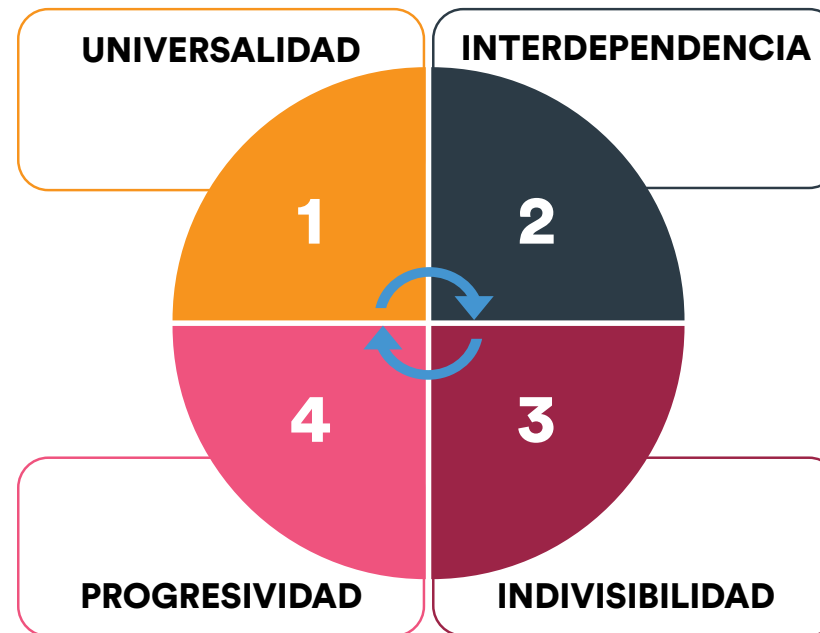 UNIVERSALIDAD
INTERDEPENDENCIA
1
2
4
3
PROGRESIVIDAD
INDIVISIBILIDAD